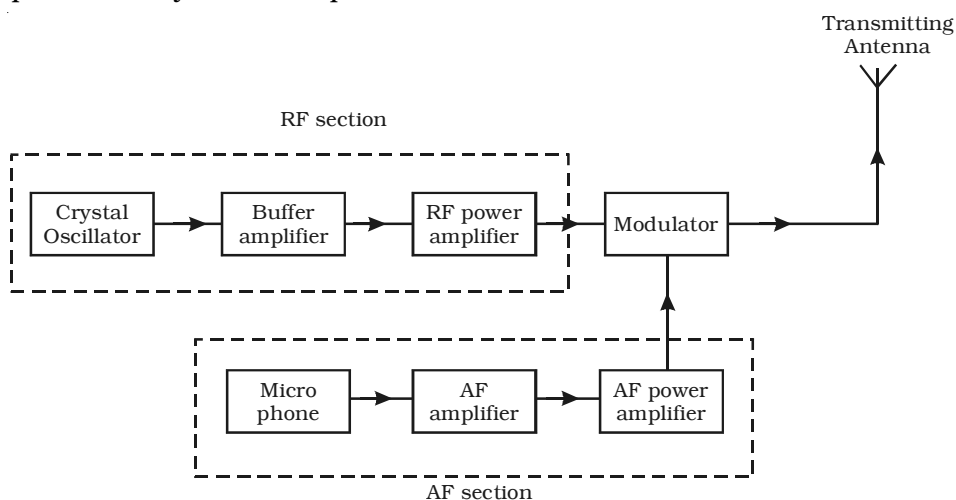 Transmitting
Antenna
RF section
Crystal
Oscillator
Buffer
amplifier
RF power
amplifier
Modulator
Micro
phone
AF
amplifier
AF power
amplifier
AF section